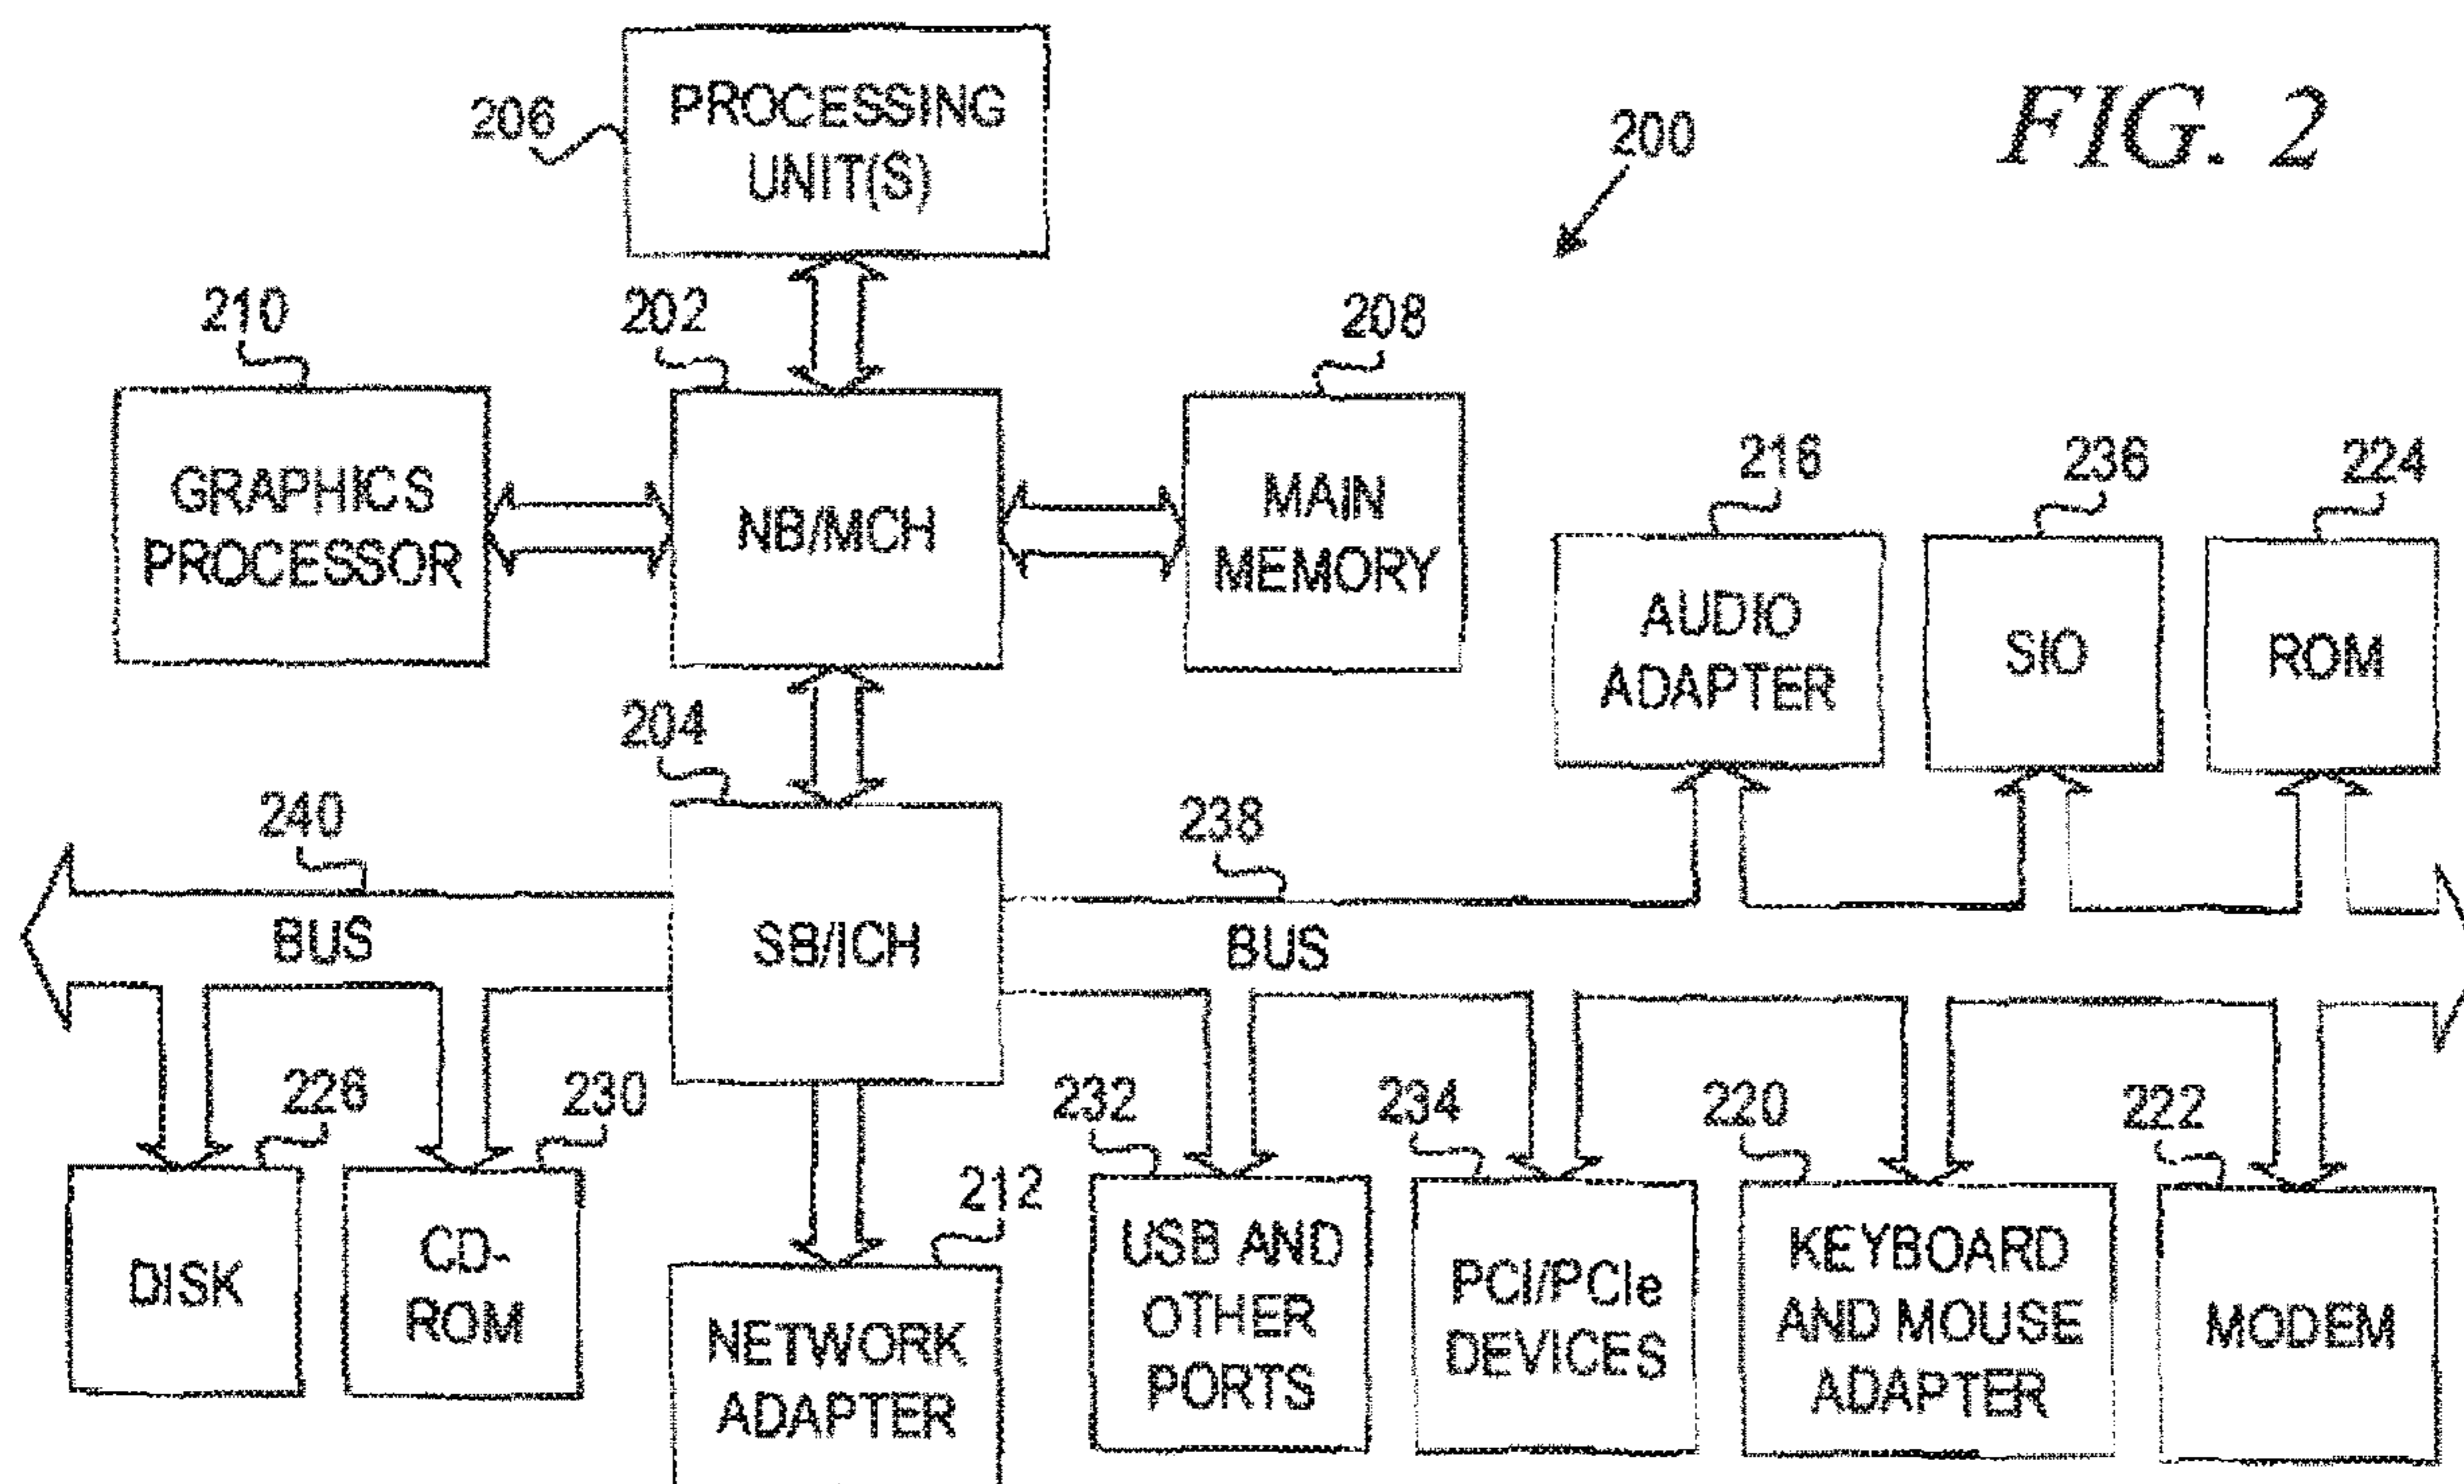 FIG. 2
200
206
PROCESSING
UNIT(S)
210
202
208
GRAPHICS
PROCESSOR
NB/MCH
MAIN
MEMORY
216
236
224
AUDIO
ADAPTER
SIO
ROM
204
240
238
BUS
SB/ICH
BUS
226
230
232
234
220
222
212
DISK
CD-
ROM
NETWORK
ADAPTER
USB AND
OTHER
PORTS
PCI/PCIe
DEVICES
KEYBOARD
AND MOUSE
ADAPTER
MODEM